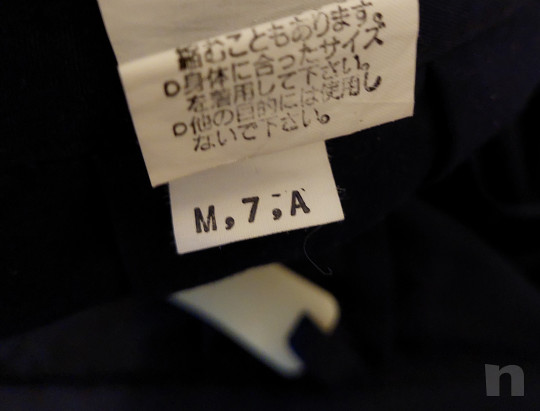 縮むこともあります。
○身体に合ったサイズ
を着用して下さい。
○他の目的には使用し
ないで下さい。
M,7,A
n